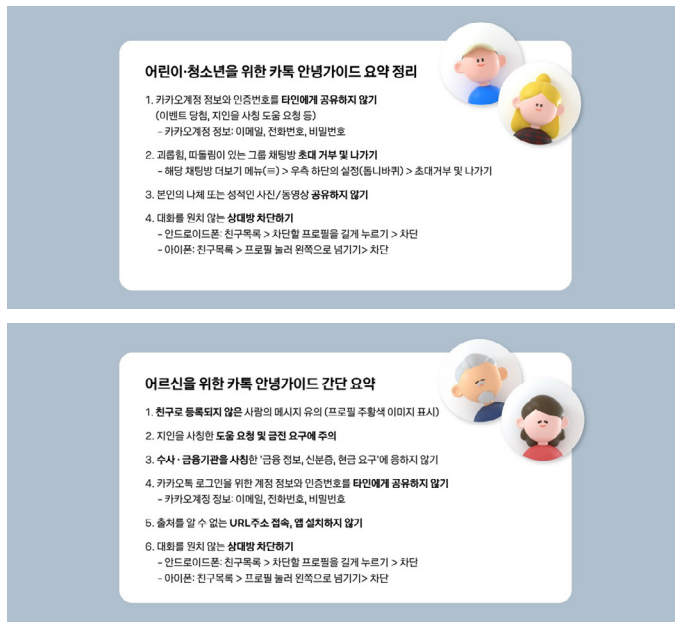 어린이·청소년을 위한 카톡 안녕가이드 요약 정리
1. 카카오계정 정보와 인증번호를 타인에게 공유하지 않기
(이벤트 당첨, 지인을 사칭 도움 요청 등)
- 카카오계정 정보: 이메일, 전화번호, 비밀번호
2. 괴롭힘, 따돌림이 있는 그룹 채팅방 초대 거부 및 나가기
- 해당 채팅방 더보기 메뉴(≡) > 우측 하단의 설정(톱니바퀴) > 초대거부 및 나가기
3. 본인의 나체 또는 성적인 사진/동영상 공유하지 않기
4. 대화를 원치 않는 상대방 차단하기
- 안드로이드폰: 친구목록 > 차단할 프로필을 길게 누르기 > 차단
- 아이폰: 친구목록 > 프로필 눌러 왼쪽으로 넘기기> 차단
어르신을 위한 카톡 안녕가이드 간단 요약
1. 친구로 등록되지 않은 사람의 메시지 유의 (프로필 주황색 이미지 표시)
2. 지인을 사칭한 도움 요청 및 금전 요구에 주의
3. 수사·금융기관을 사칭한 '금융 정보, 신분증, 현금 요구'에 응하지 않기
4. 카카오톡 로그인을 위한 계정 정보와 인증번호를 타인에게 공유하지 않기
- 카카오계정 정보: 이메일, 전화번호, 비밀번호
5. 출처를 알 수 없는 URL주소 접속, 앱 설치하지 않기
6. 대화를 원치 않는 상대방 차단하기
- 안드로이드폰: 친구목록 > 차단할 프로필을 길게 누르기 > 차단
- 아이폰: 친구목록 > 프로필 눌러 왼쪽으로 넘기기> 차단